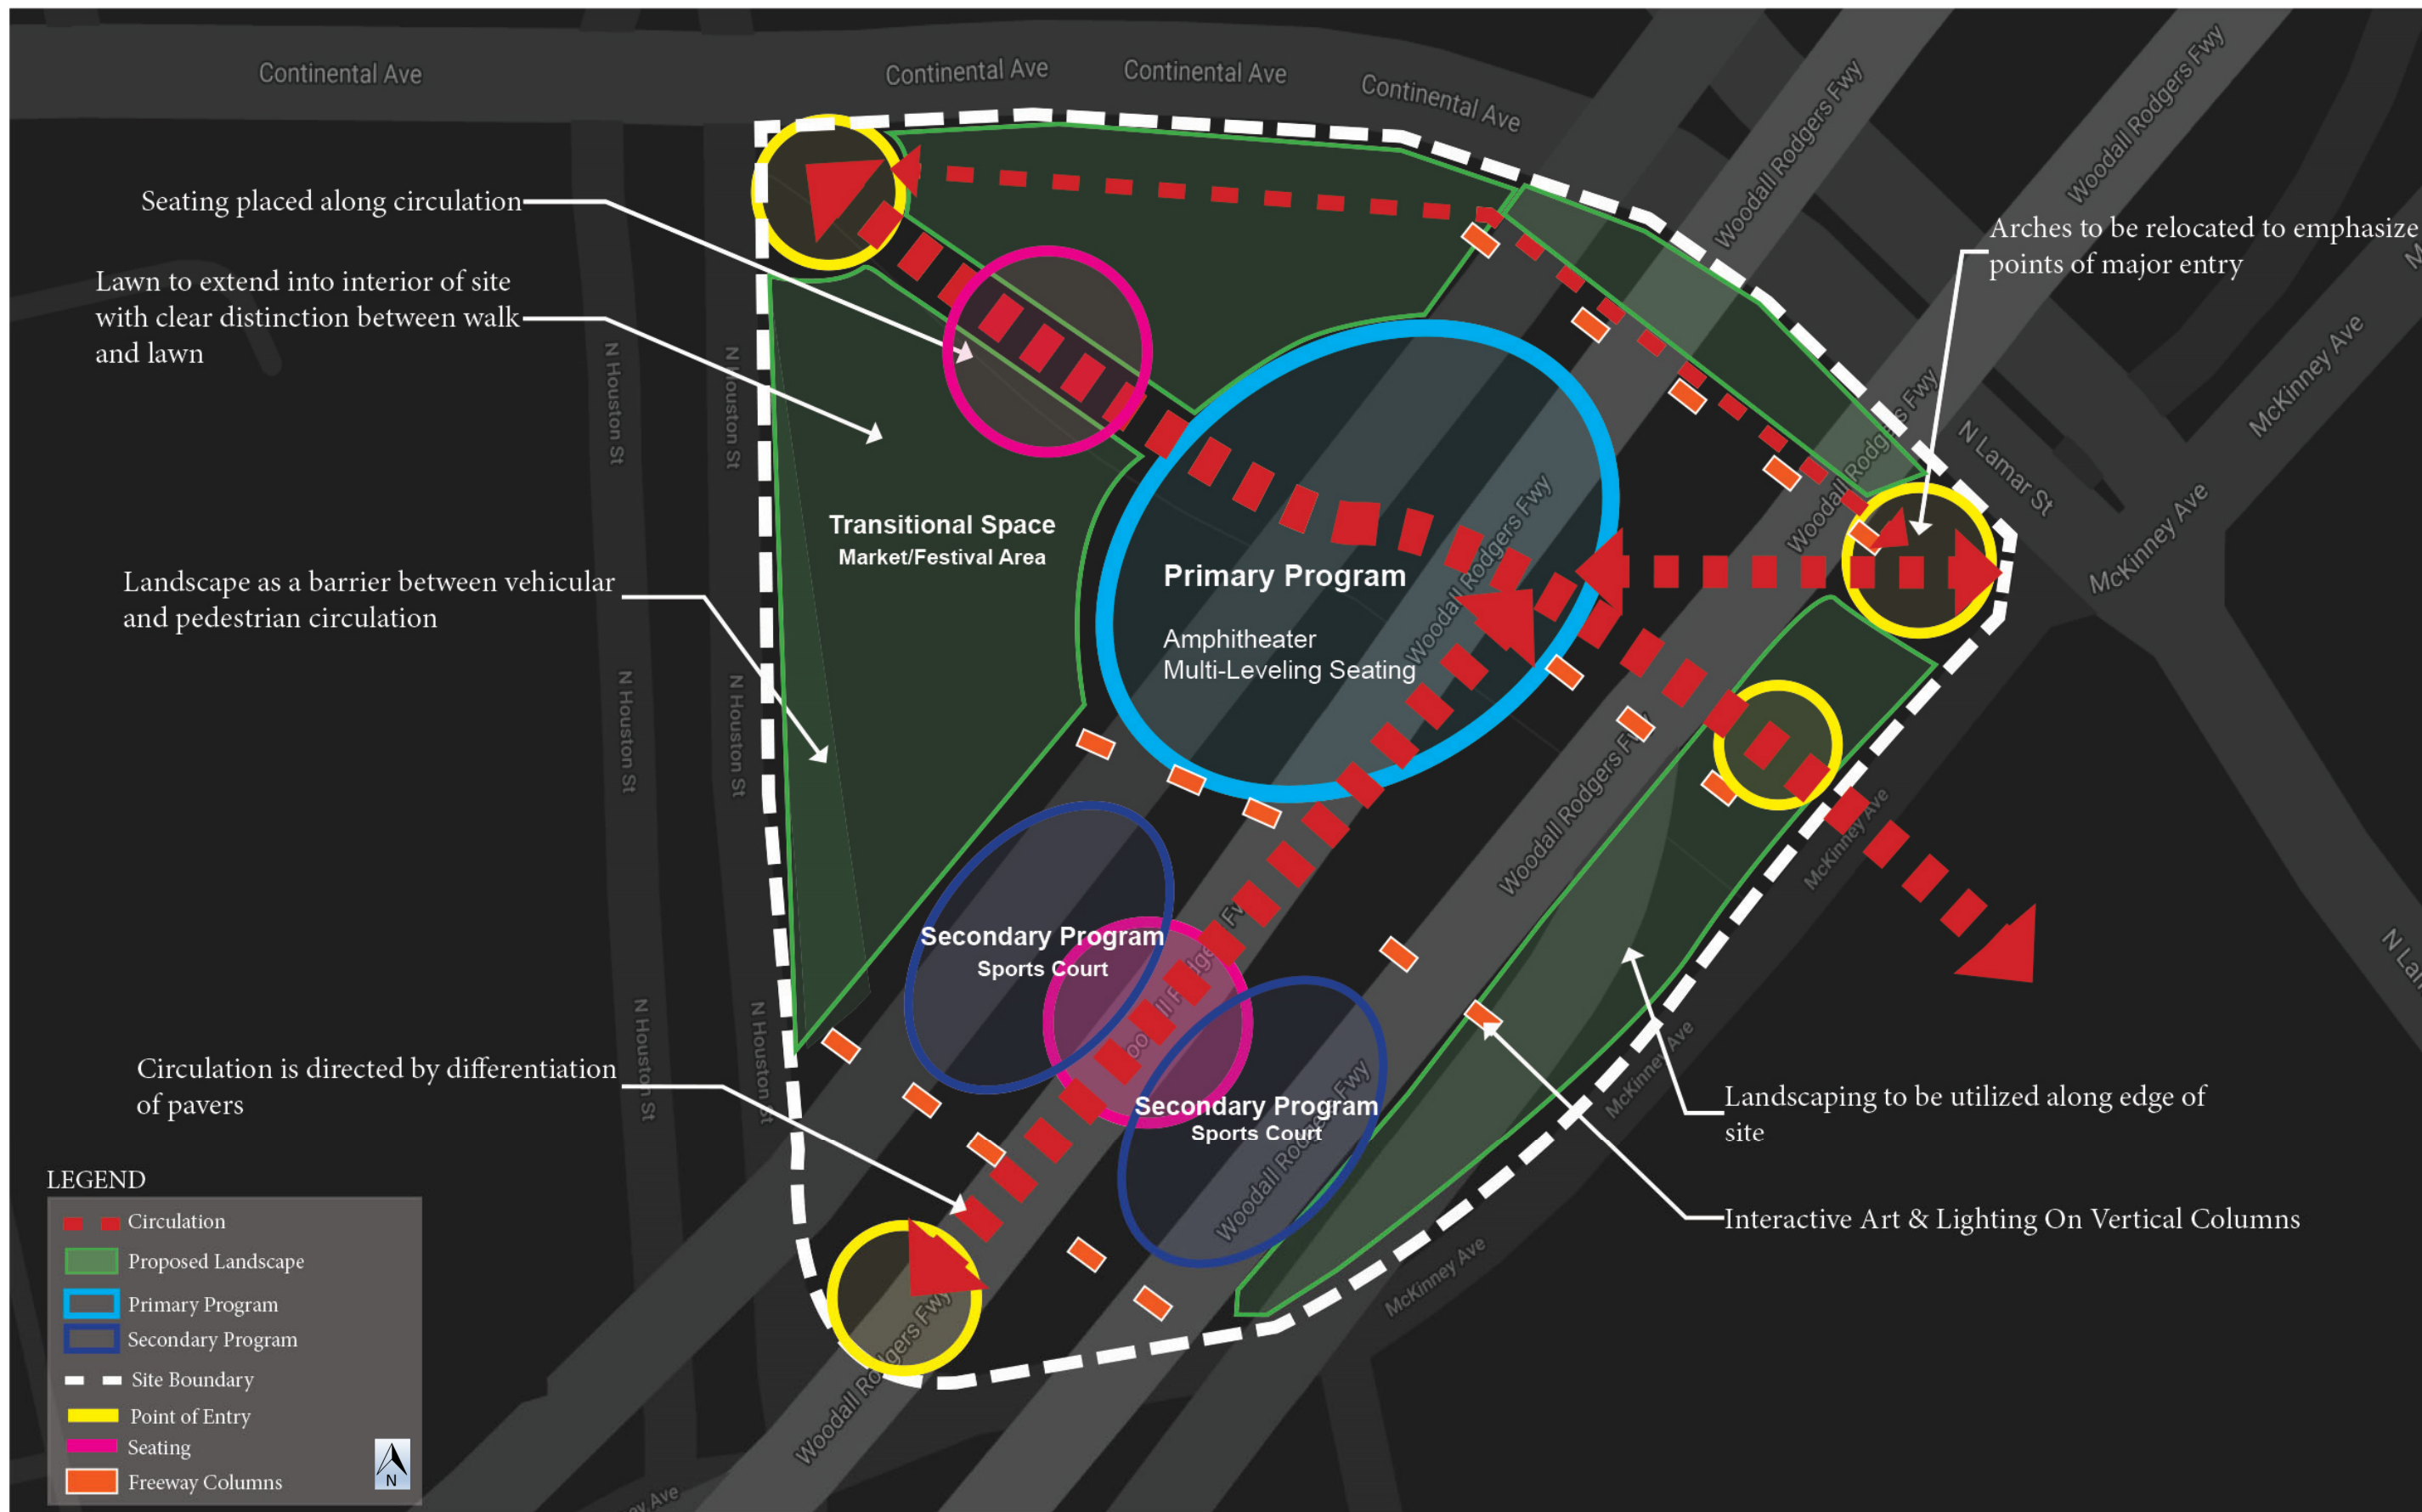 Continental Ave
Continental Ave
Continental Ave
Continental Ave
Woodall Rodgers Fwy
Woodall Rodgers Fwy
Seating placed along circulation
Arches to be relocated to emphasize
points of major entry
Lawn to extend into interior of site
with clear distinction between walk
and lawn
N Houston St
N Houston St
McKinney Ave
Woodall Rodgers Fwy
N Lamar St
McKinney Ave
Transitional Space
Market/Festival Area
Woodall Rodgers Fwy
Primary Program
Amphitheater
Multi-Leveling Seating
Landscape as a barrier between vehicular
and pedestrian circulation
N Houston St
N Houston St
Woodall Rodgers Fwy
McKinney Ave
Secondary Program
Sports Court
Secondary Program
Sports Court
N Houston St
N Houston St
McKinney Ave
Woodall Rodgers Fwy
Circulation is directed by differentiation
of pavers
Landscaping to be utilized along edge of
site
Interactive Art & Lighting On Vertical Columns
McKinney Ave
Woodall Rodgers Fwy
LEGEND
Circulation
Proposed Landscape
Primary Program
Secondary Program
Site Boundary
Point of Entry
Seating
Freeway Columns
N